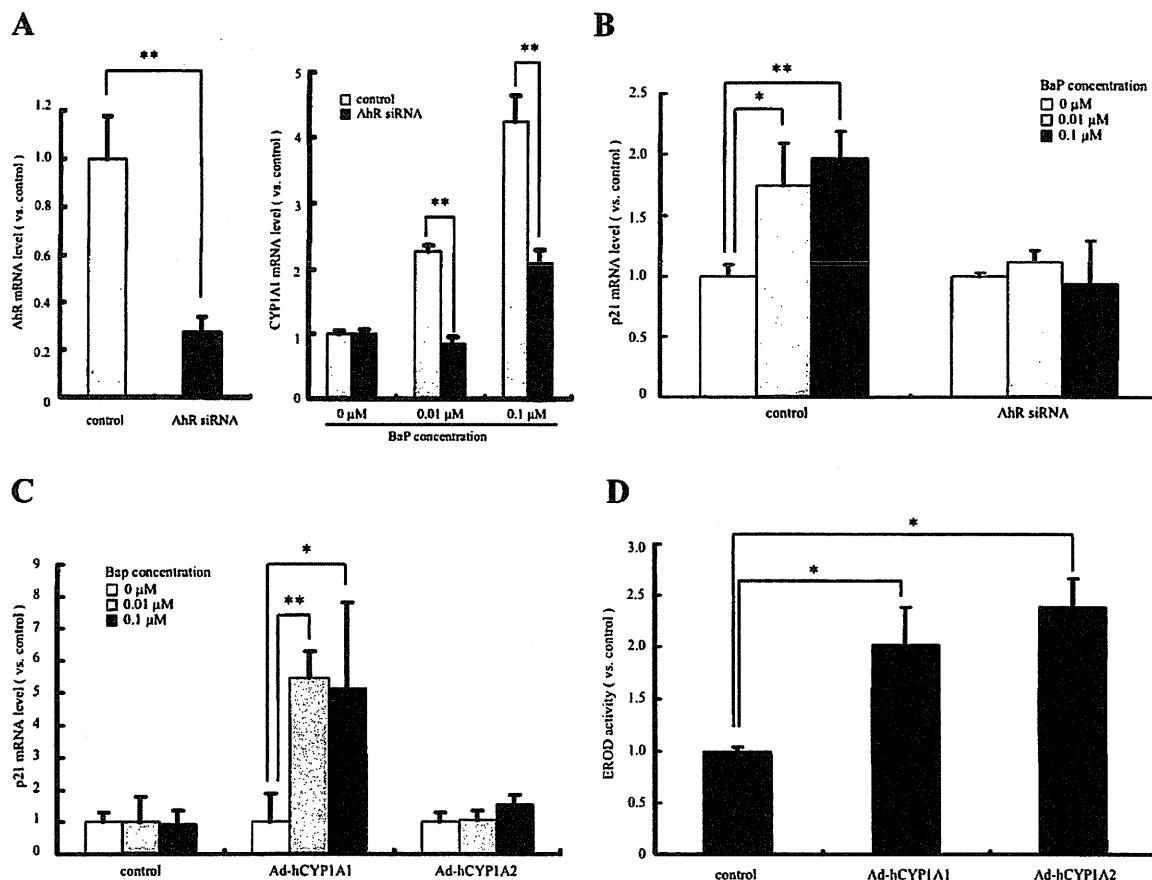 A
**
1.2
1.0
0.8
0.6
0.4
0.2
0
AhR mRNA level ( vs. control )
control
AhR siRNA
**
**
5
4
3
2
1
0
CYP1A1 mRNA level ( vs. control )
control
AhR siRNA
0 µM
0.01 µM
0.1 µM
BaP concentration
B
**
*
2.5
2.0
1.5
1.0
0.5
0
p21 mRNA level ( vs. control )
BaP concentration
0 µM
0.01 µM
0.1 µM
control
AhR siRNA
C
*
**
9
8
7
6
5
4
3
2
1
0
p21 mRNA level ( vs. control )
Bap concentration
0 µM
0.01 µM
0.1 µM
control
Ad-hCYP1A1
Ad-hCYP1A2
D
*
*
3.0
2.5
2.0
1.0
0.5
0
EROD activity ( vs. control )
control
Ad-hCYP1A1
Ad-hCYP1A2